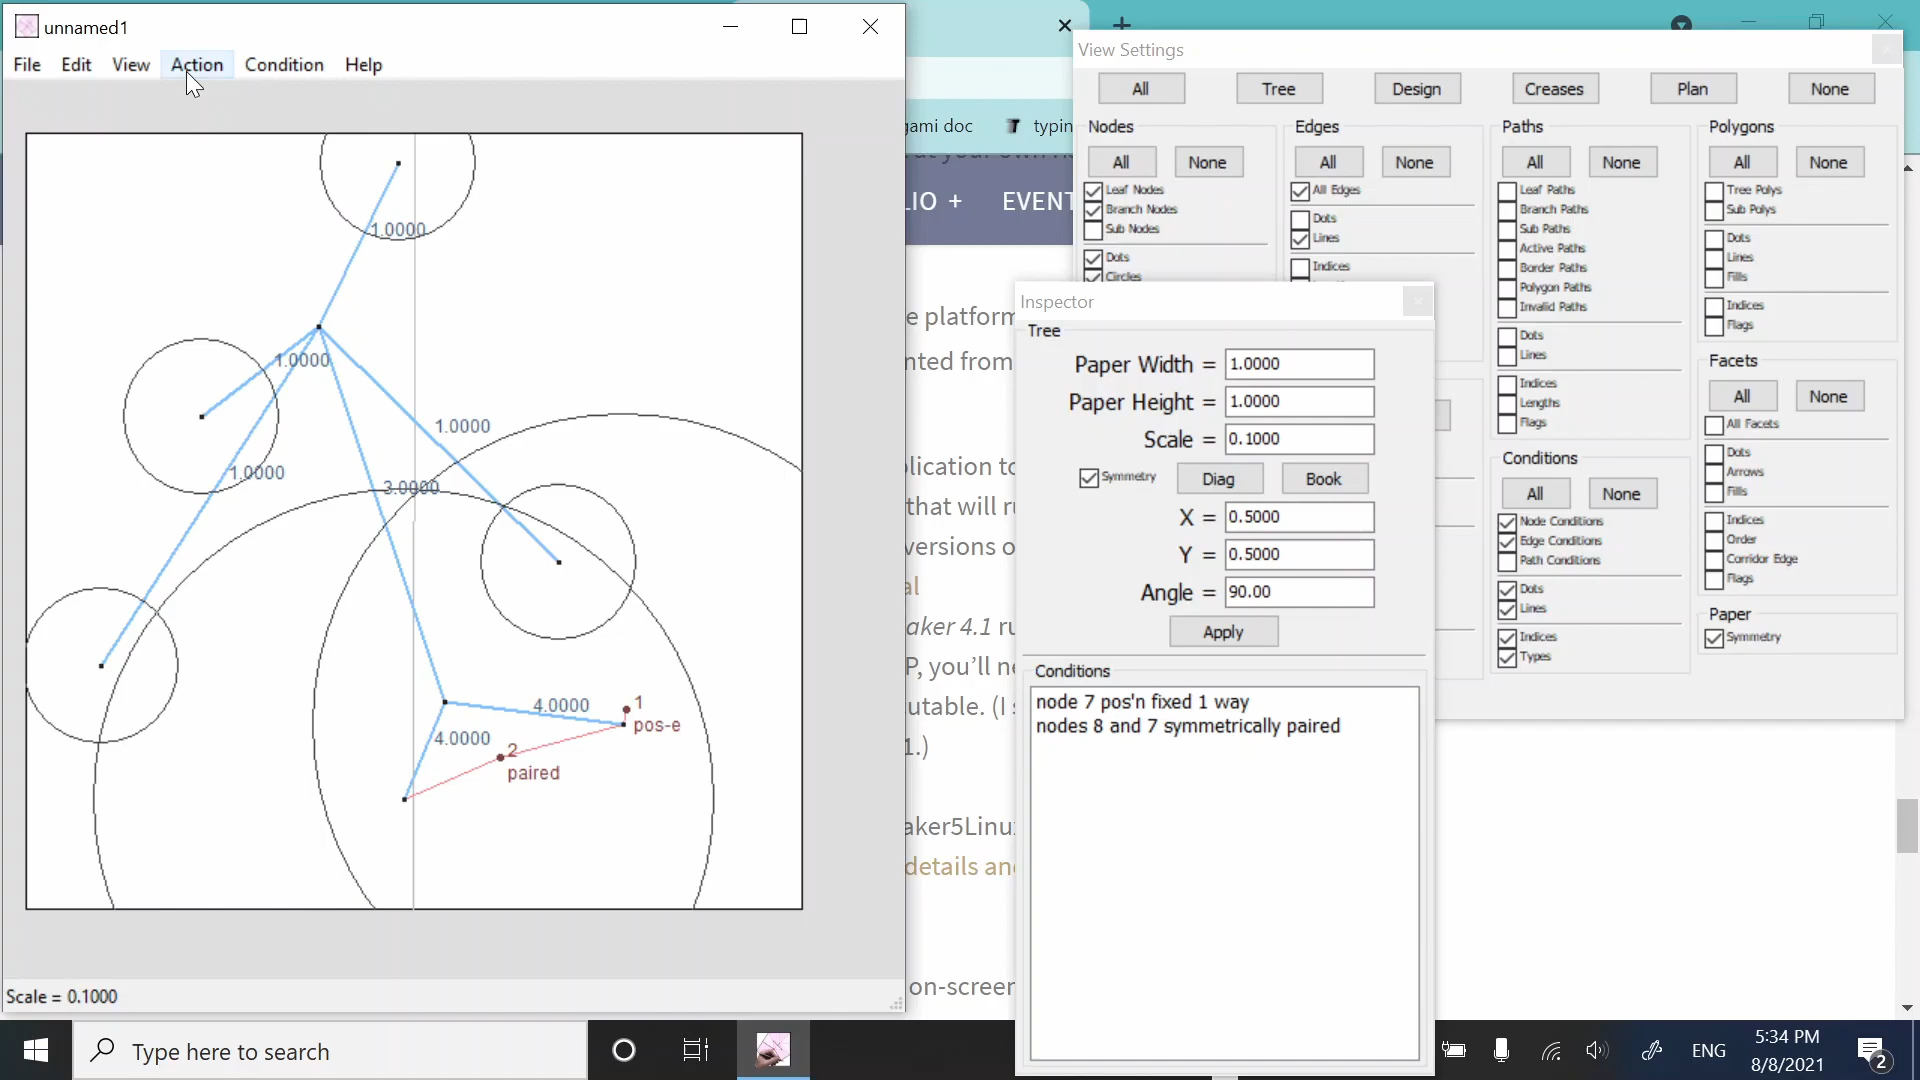 unnamed1
File Edit View Action Condition Help
1.0000
1.0000
1.0000
1.0000
3.0000
4.0000
4.0000
1
pos-e
2
paired
Scale = 0.1000
gami doc
typin
LIO +
EVENT
e platform
nted from
plication to
that will ru
versions o
al
aker 4.1 ru
P, you'll ne
utable. (I s
1.)
aker5Linu
details and
on-screen
View Settings
All Tree Design Creases Plan None
Nodes
All None
Leaf Nodes
Branch Nodes
Sub Nodes
Dots
Circles
Edges
All None
All Edges
Dots
Lines
Indices
Paths
All None
Leaf Paths
Branch Paths
Sub Paths
Active Paths
Border Paths
Polygon Paths
Invalid Paths
Dots
Lines
Indices
Lengths
Flags
Conditions
All None
Node Conditions
Edge Conditions
Path Conditions
Dots
Lines
Indices
Types
Polygons
All None
Tree Polys
Sub Polys
Dots
Lines
Fills
Indices
Flags
Facets
All None
All Facets
Dots
Arrows
Fills
Indices
Order
Corridor Edge
Flags
Paper
Symmetry
Inspector
Tree
Paper Width = 1.0000
Paper Height = 1.0000
Scale = 0.1000
Symmetry Diag Book
X = 0.5000
Y = 0.5000
Angle = 90.00
Apply
Conditions
node 7 pos'n fixed 1 way
nodes 8 and 7 symmetrically paired
Type here to search
ENG
5:34 PM
8/8/2021
2